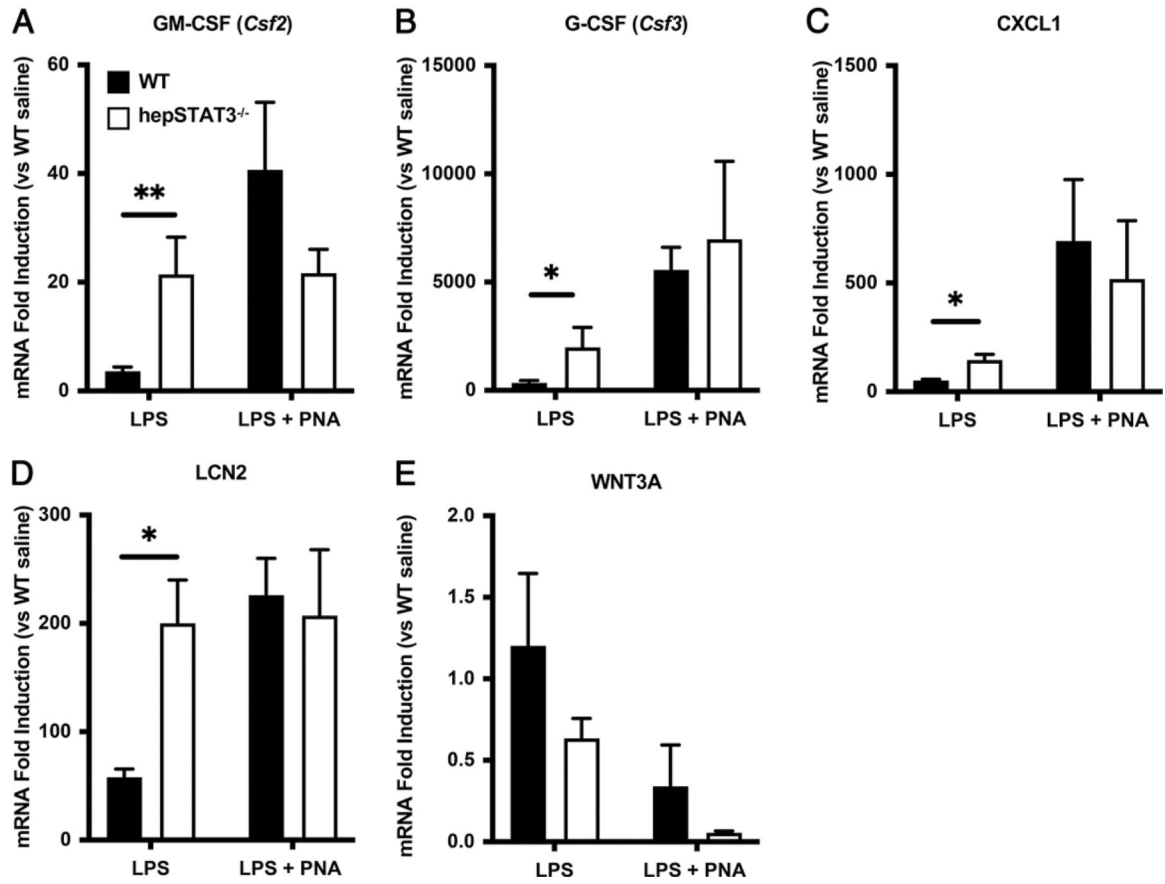 A
GM-CSF (Csf2)
mRNA Fold Induction (vs WT saline)
60
40
20
0
WT
hepSTAT3-/-
**
LPS
LPS + PNA
B
G-CSF (Csf3)
mRNA Fold Induction (vs WT saline)
15000
10000
5000
0
*
LPS
LPS + PNA
C
CXCL1
mRNA Fold Induction (vs WT saline)
1500
1000
500
0
*
LPS
LPS + PNA
D
LCN2
mRNA Fold Induction (vs WT saline)
300
200
100
0
*
LPS
LPS + PNA
E
WNT3A
mRNA Fold Induction (vs WT saline)
2.0
1.5
1.0
0.5
0.0
LPS
LPS + PNA